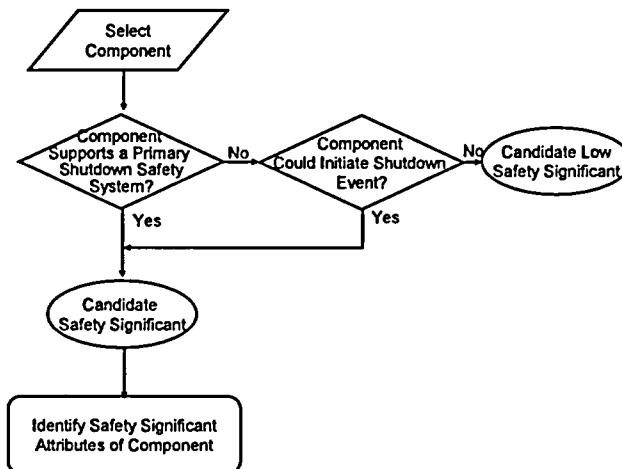 Select
Component
Component
Supports a Primary
Shutdown Safety
System?
No
Component
Could Initiate Shutdown
Event?
No
Candidate Low
Safety Significant
Yes
Yes
Candidate
Safety Significant
Identify Safety Significant
Attributes of Component